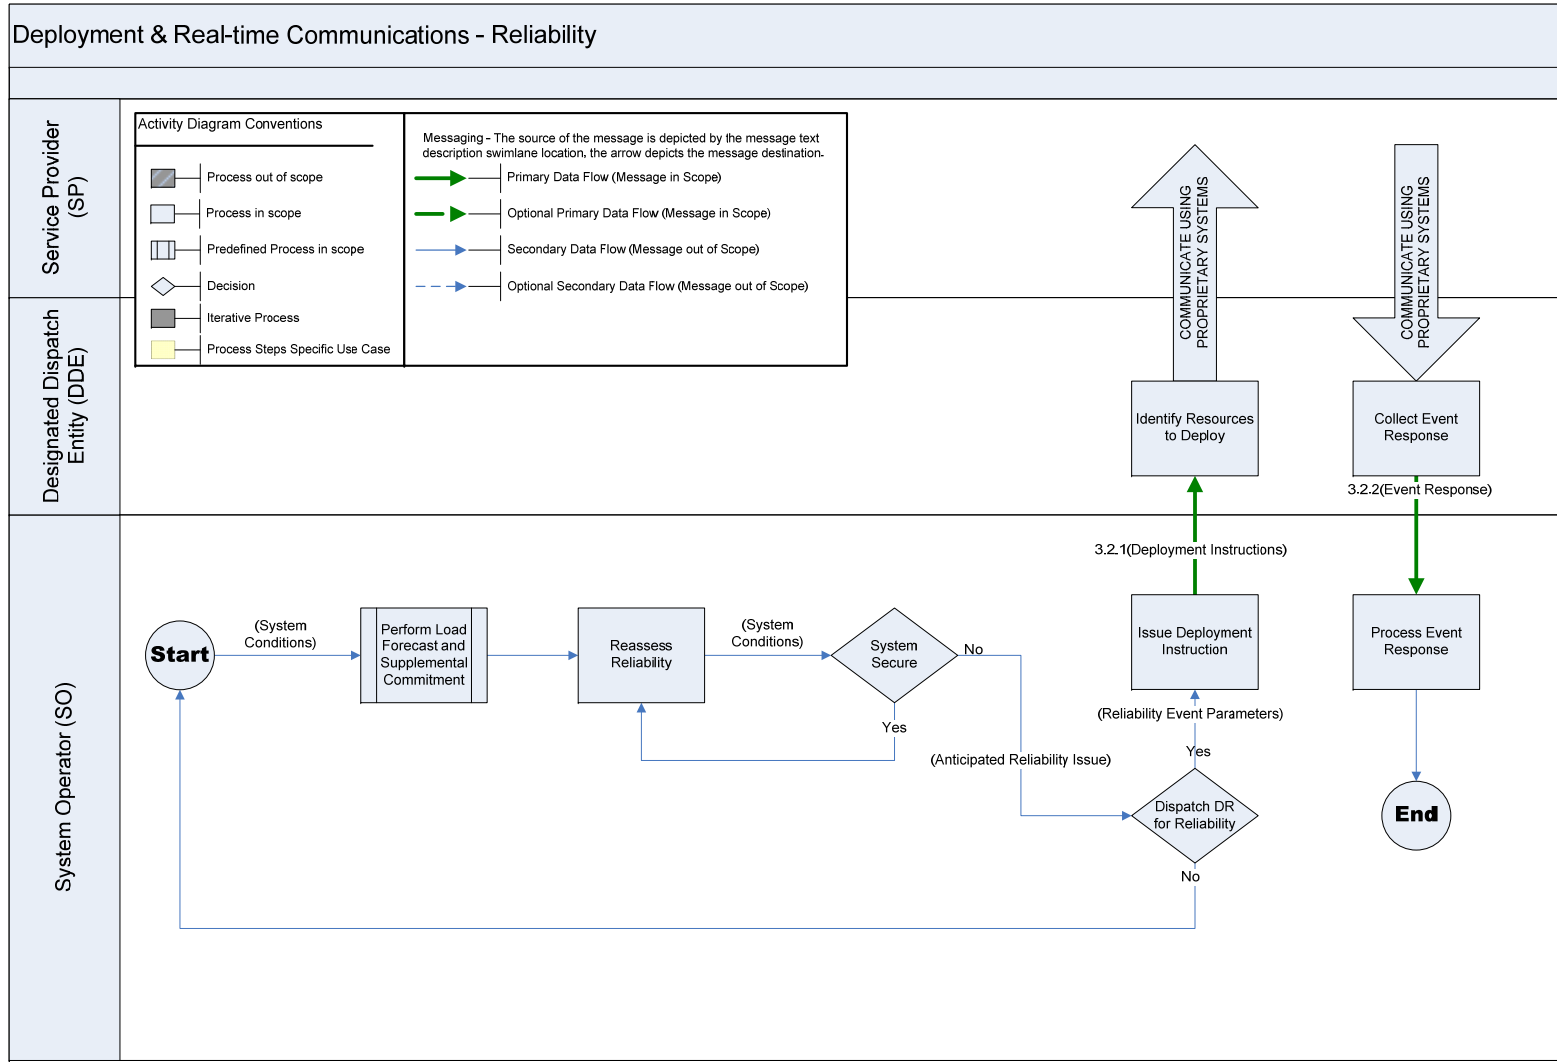 Deployment & Real-time Communications - Reliability
Service Provider
(SP)
Activity Diagram Conventions
Process out of scope
Process in scope
Predefined Process in scope
Decision
Iterative Process
Process Steps Specific Use Case
Messaging - The source of the message is depicted by the message text
description swimlane location, the arrow depicts the message destination.
Primary Data Flow (Message in Scope)
Optional Primary Data Flow (Message in Scope)
Secondary Data Flow (Message out of Scope)
Optional Secondary Data Flow (Message out of Scope)
COMMUNICATE USING
PROPRIETARY SYSTEMS
COMMUNICATE USING
PROPRIETARY SYSTEMS
Designated Dispatch
Entity (DDE)
Identify Resources
to Deploy
Collect Event
Response
3.2.2(Event Response)
System Operator (SO)
3.2.1(Deployment Instructions)
Start
(System
Conditions)
Perform Load
Forecast and
Supplemental
Commitment
Reassess
Reliability
(System
Conditions)
System
Secure
No
Yes
(Anticipated Reliability Issue)
Issue Deployment
Instruction
(Reliability Event Parameters)
Yes
Dispatch DR
for Reliability
No
Process Event
Response
End